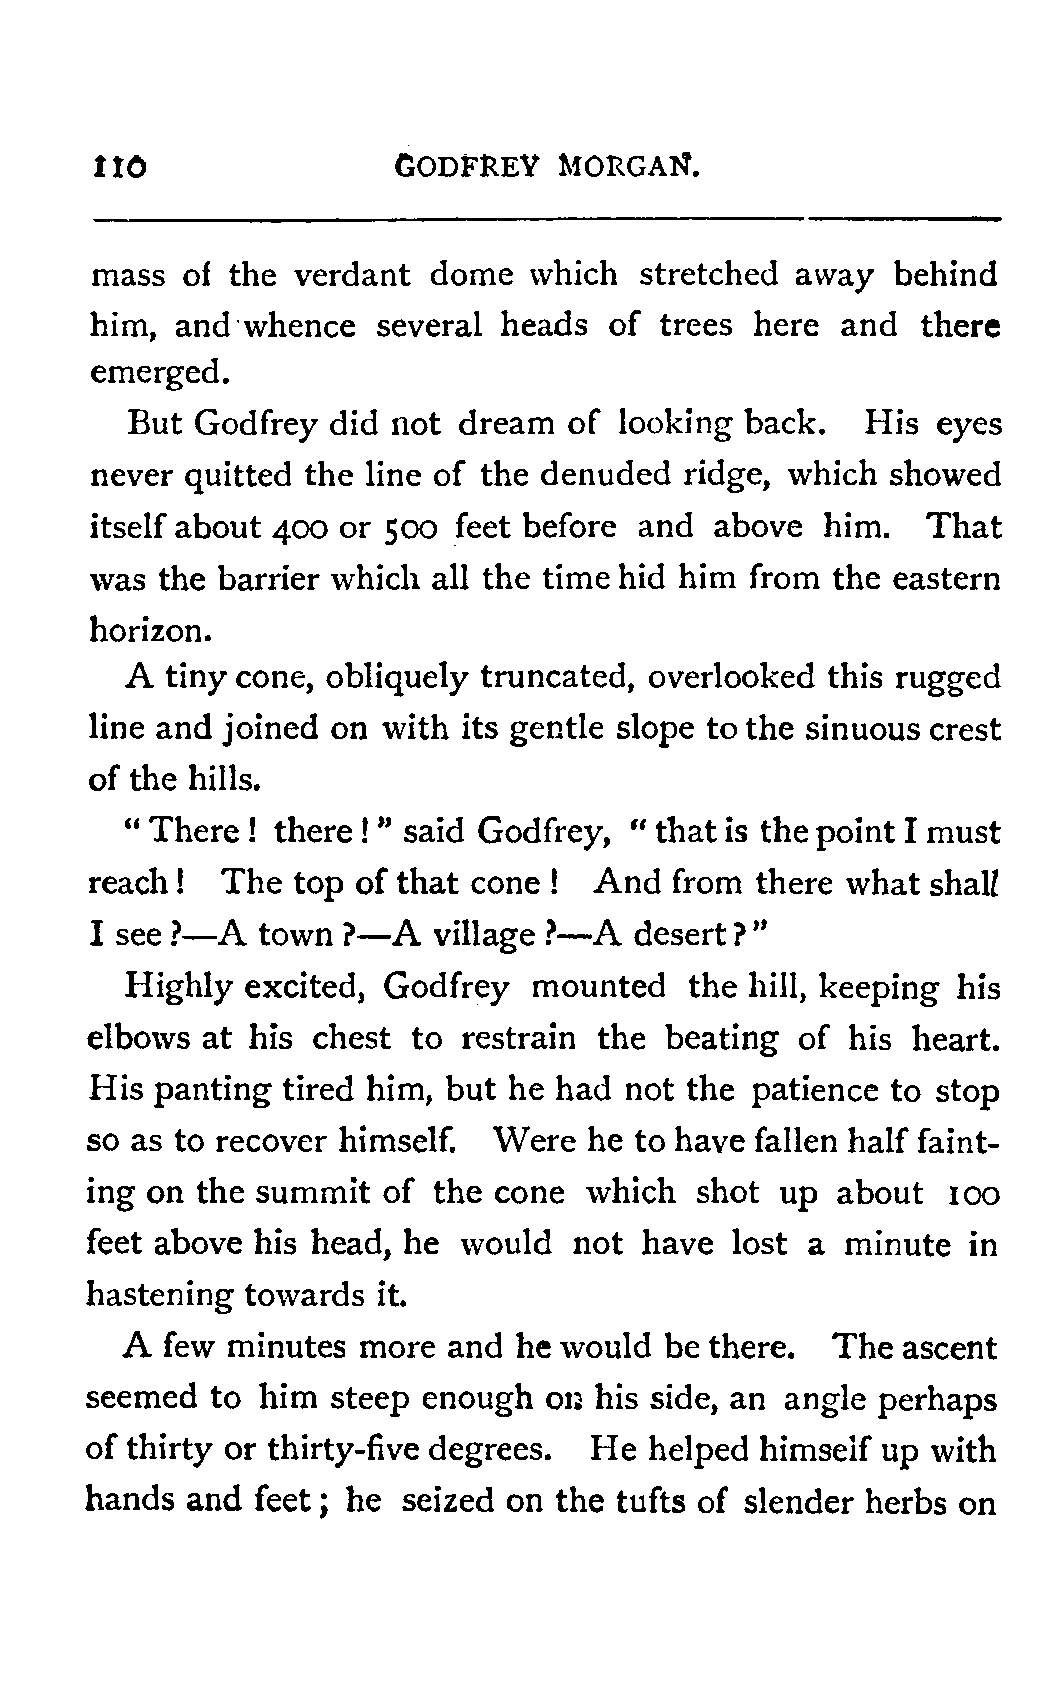 110 GODFREY MORGAN.
mass of the verdant dome which stretched away behind
him, and whence several heads of trees here and there
emerged.
But Godfrey did not dream of looking back. His eyes
never quitted the line of the denuded ridge, which showed
itself about 400 or 500 feet before and above him. That
was the barrier which all the time hid him from the eastern
horizon.
A tiny cone, obliquely truncated, overlooked this rugged
line and joined on with its gentle slope to the sinuous crest
of the hills.
" There ! there ! " said Godfrey, " that is the point I must
reach ! The top of that cone ! And from there what shall
I see ?—A town ?—A village ?—A desert ? "
Highly excited, Godfrey mounted the hill, keeping his
elbows at his chest to restrain the beating of his heart.
His panting tired him, but he had not the patience to stop
so as to recover himself. Were he to have fallen half faint-
ing on the summit of the cone which shot up about 100
feet above his head, he would not have lost a minute in
hastening towards it.
A few minutes more and he would be there. The ascent
seemed to him steep enough on his side, an angle perhaps
of thirty or thirty-five degrees. He helped himself up with
hands and feet ; he seized on the tufts of slender herbs on